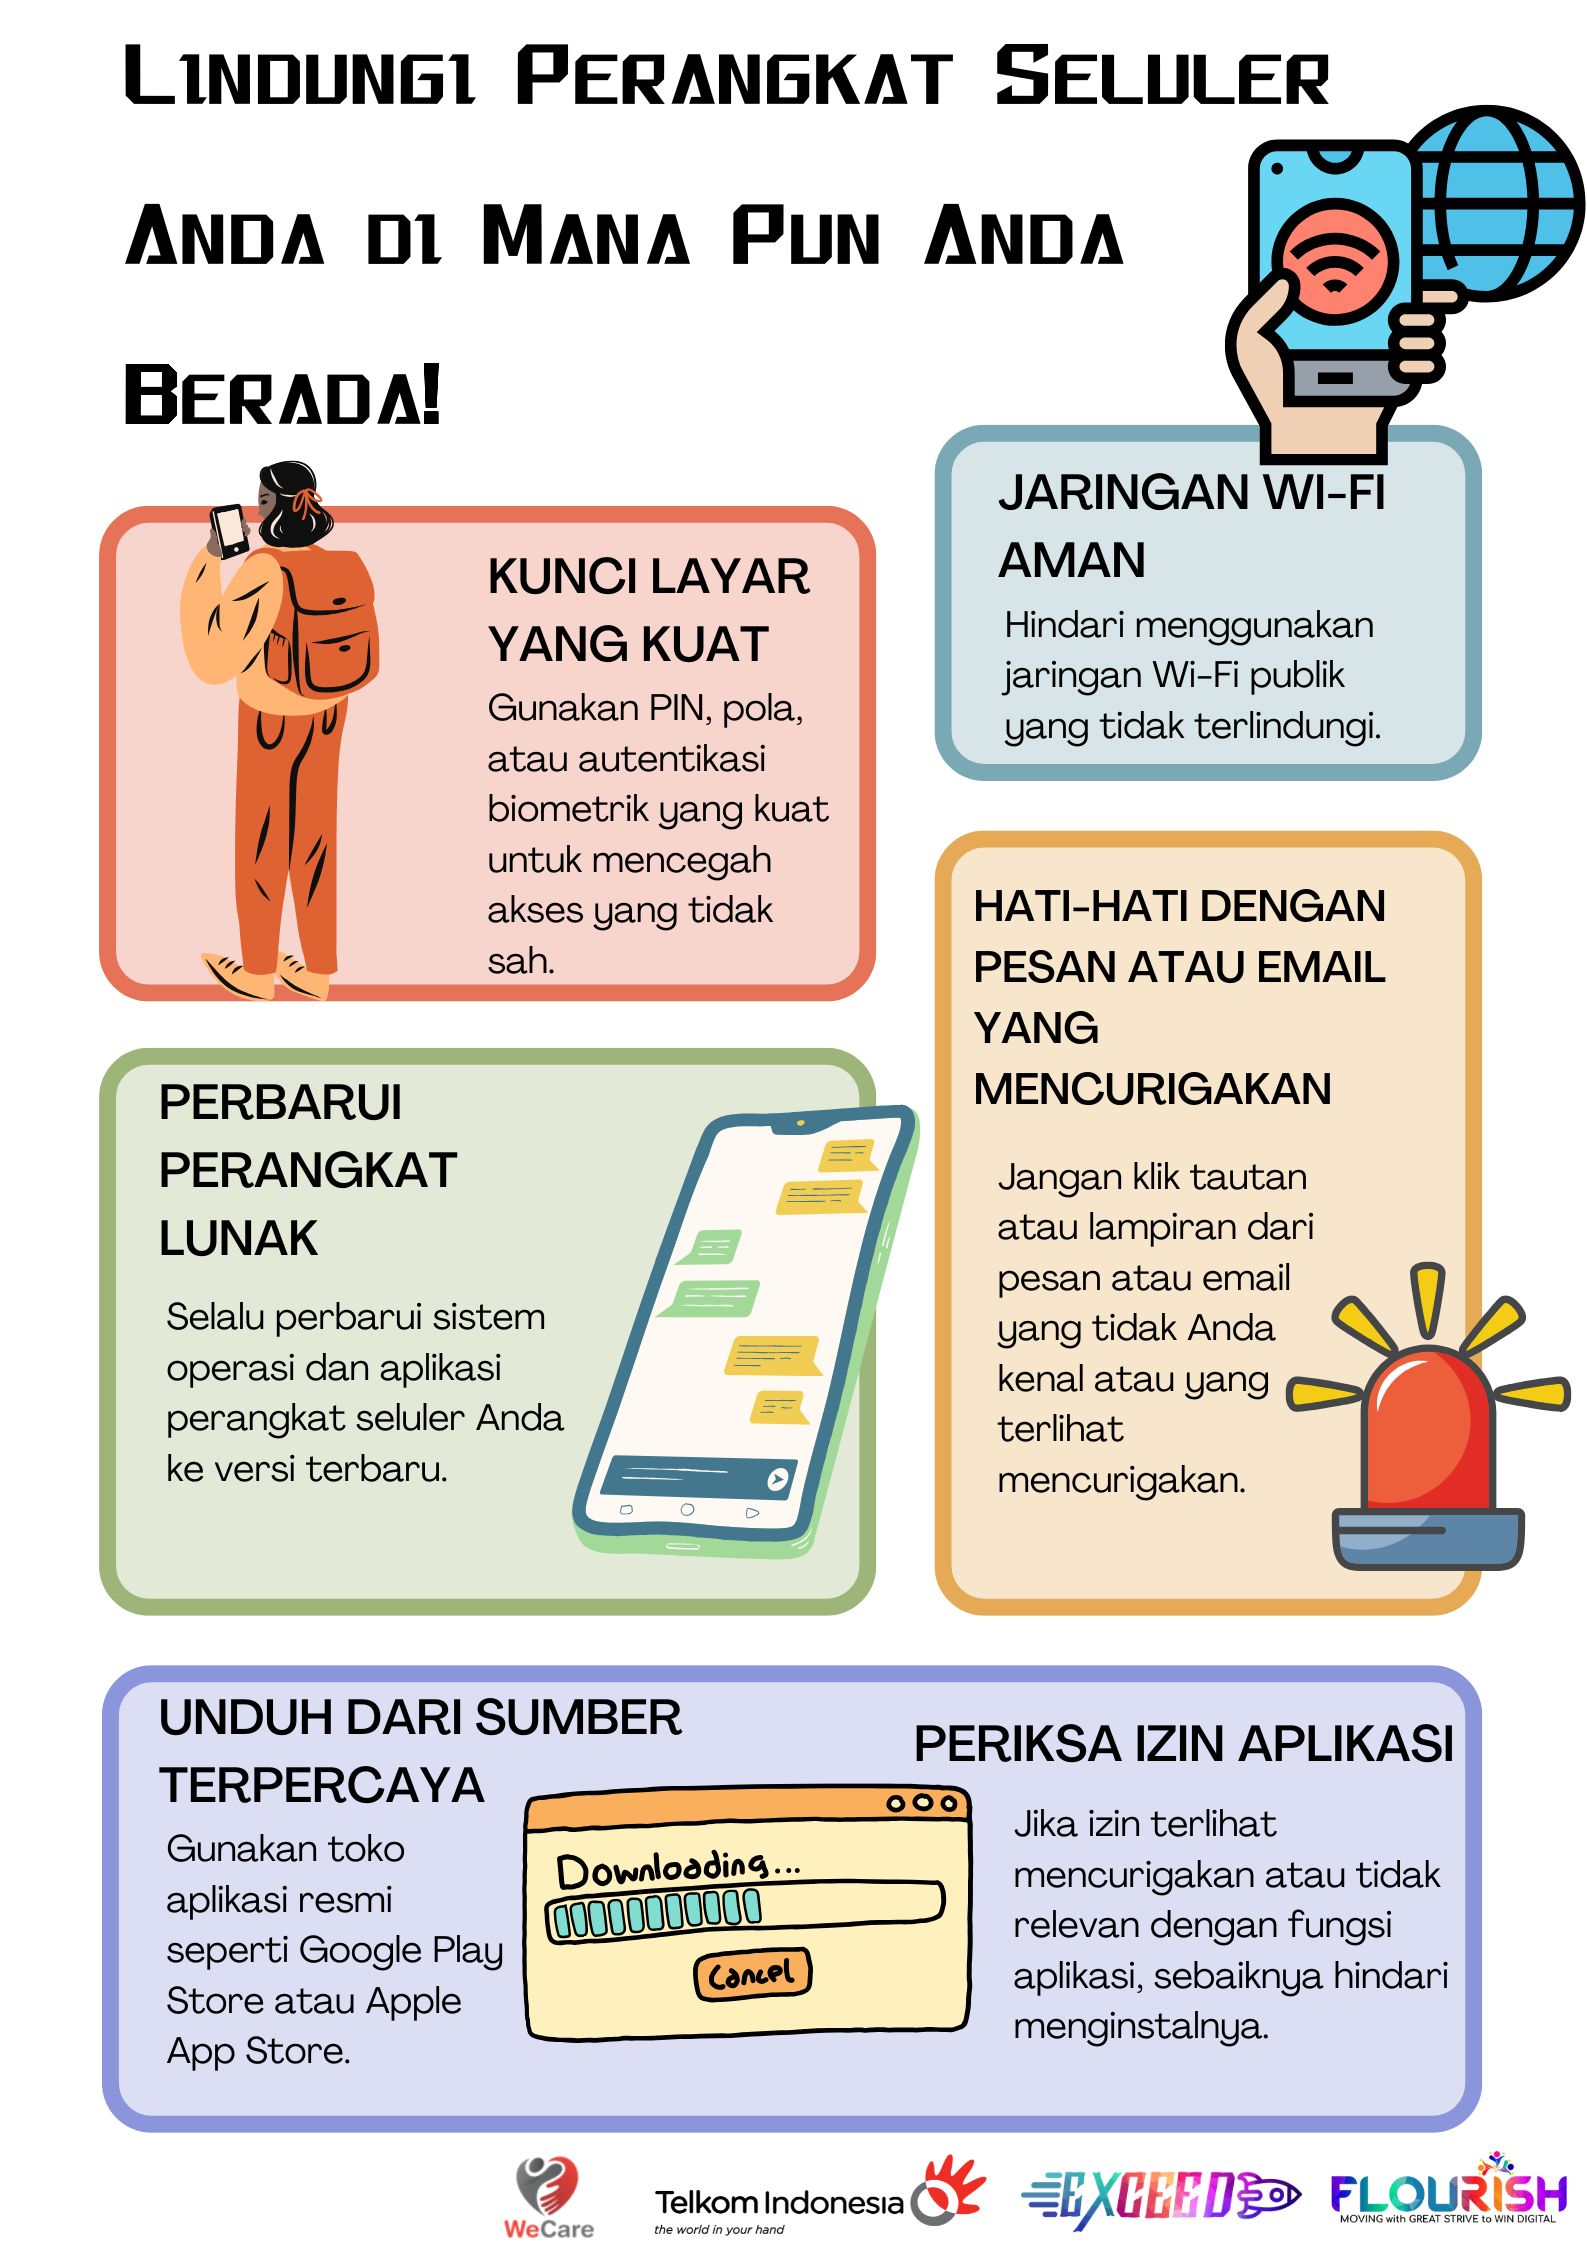 Lindungi Perangkat Seluler
Anda di Mana Pun Anda
Berada!
KUNCI LAYAR
YANG KUAT
Gunakan PIN, pola,
atau autentikasi
biometrik yang kuat
untuk mencegah
akses yang tidak
sah.
JARINGAN WI-FI
AMAN
Hindari menggunakan
jaringan Wi-Fi publik
yang tidak terlindungi.
PERBARUI
PERANGKAT
LUNAK
Selalu perbarui sistem
operasi dan aplikasi
perangkat seluler Anda
ke versi terbaru.
HATI-HATI DENGAN
PESAN ATAU EMAIL
YANG
MENCURIGAKAN
Jangan klik tautan
atau lampiran dari
pesan atau email
yang tidak Anda
kenal atau yang
terlihat
mencurigakan.
UNDUH DARI SUMBER
TERPERCAYA
Gunakan toko
aplikasi resmi
seperti Google Play
Store atau Apple
App Store.
Downloading...
Cancel
PERIKSA IZIN APLIKASI
Jika izin terlihat
mencurigakan atau tidak
relevan dengan fungsi
aplikasi, sebaiknya hindari
menginstalnya.
WeCare
Telkom Indonesia
the world in your hand
EXCEED
FLOURISH
MOVING with GREAT STRIVE to WIN DIGITAL